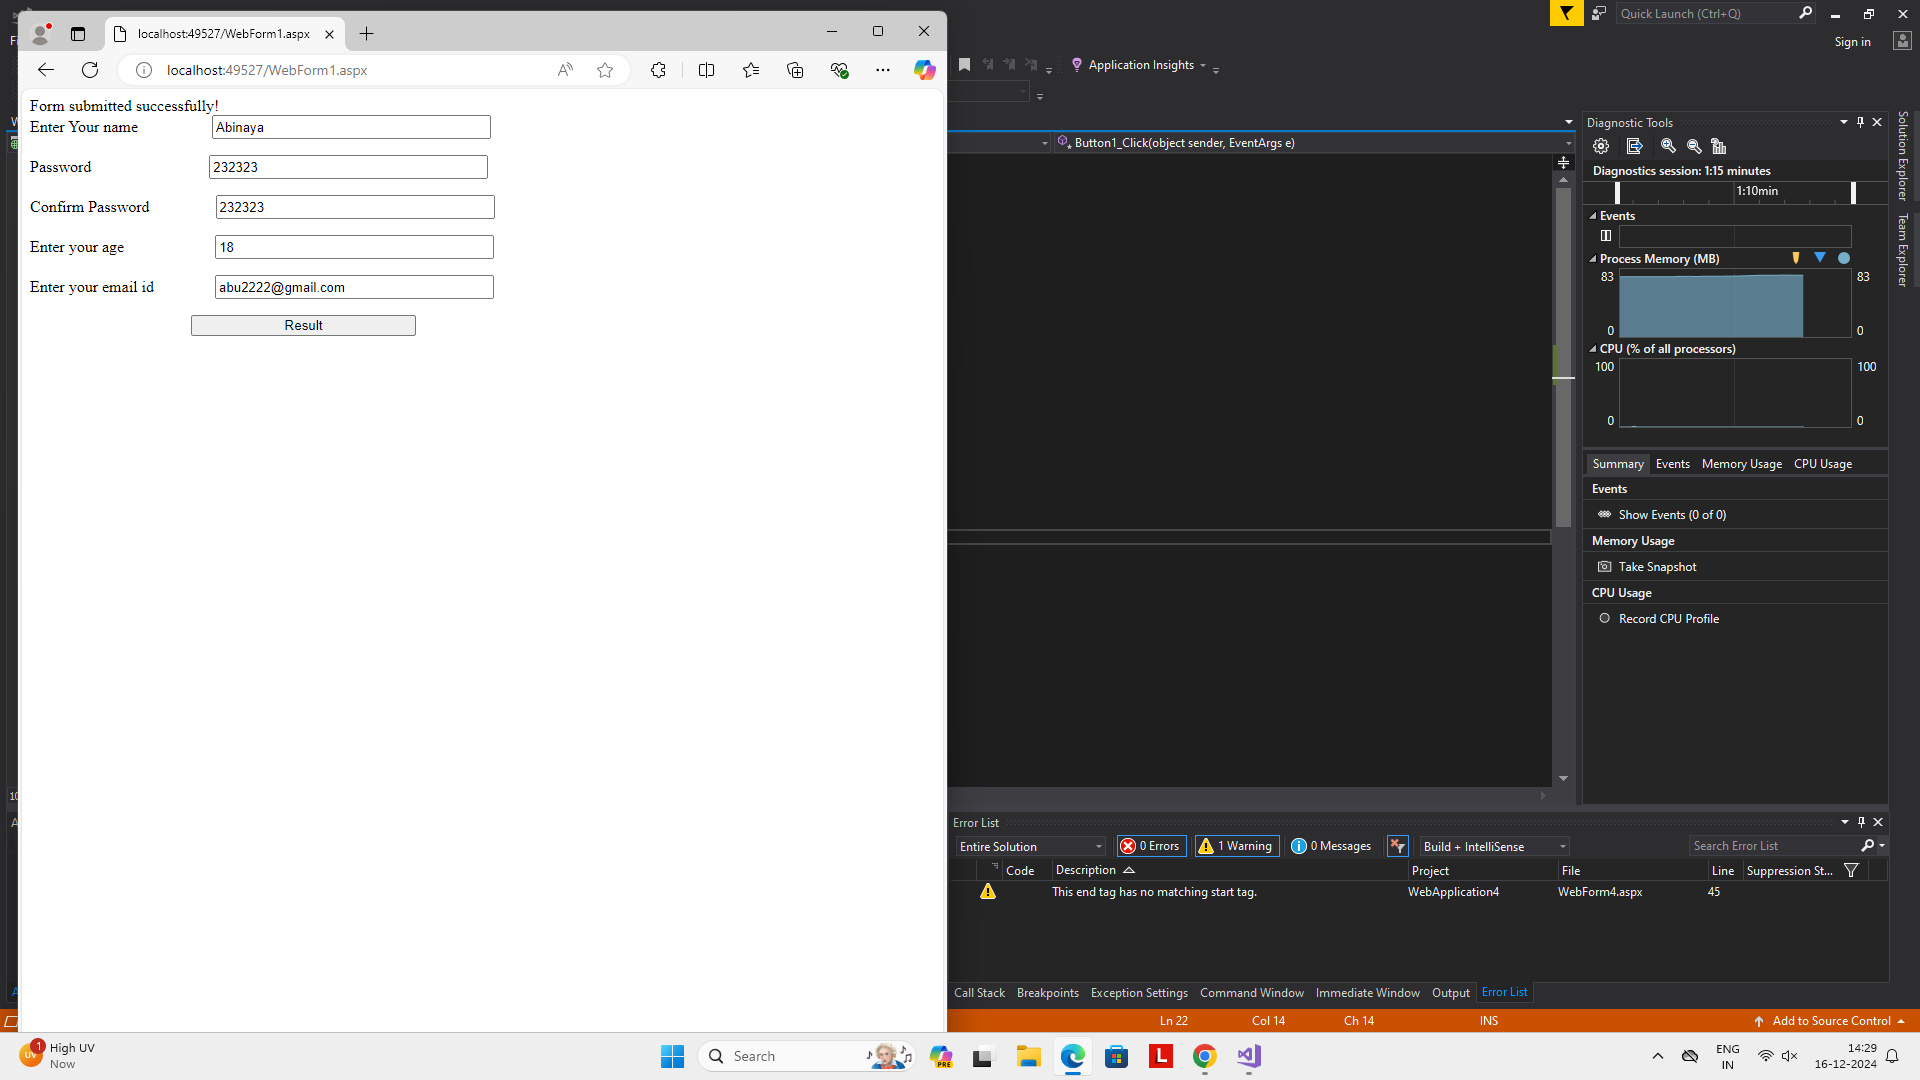 localhost:49527/WebForm1.aspx
localhost:49527/WebForm1.aspx
Form submitted successfully!
Enter Your name Abinaya
Password 232323
Confirm Password 232323
Enter your age 18
Enter your email id abu2222@gmail.com
Result
Quick Launch (Ctrl+Q)
Sign in
Application Insights
Button1_Click(object sender, EventArgs e)
Diagnostic Tools
Diagnostics session: 1:15 minutes
1:10min
Events
Process Memory (MB)
83 83
0 0
CPU (% of all processors)
100 100
0 0
Summary Events Memory Usage CPU Usage
Events
Show Events (0 of 0)
Memory Usage
Take Snapshot
CPU Usage
Record CPU Profile
Solution Explorer
Team Explorer
Error List
Entire Solution 0 Errors 1 Warning 0 Messages Build + IntelliSense Search Error List
Code Description Project File Line Suppression St...
This end tag has no matching start tag. WebApplication4 WebForm4.aspx 45
Call Stack Breakpoints Exception Settings Command Window Immediate Window Output Error List
Ln 22 Col 14 Ch 14 INS Add to Source Control
1 UV High UV
Now
Search
PRE
L
ENG
IN
14:29
16-12-2024